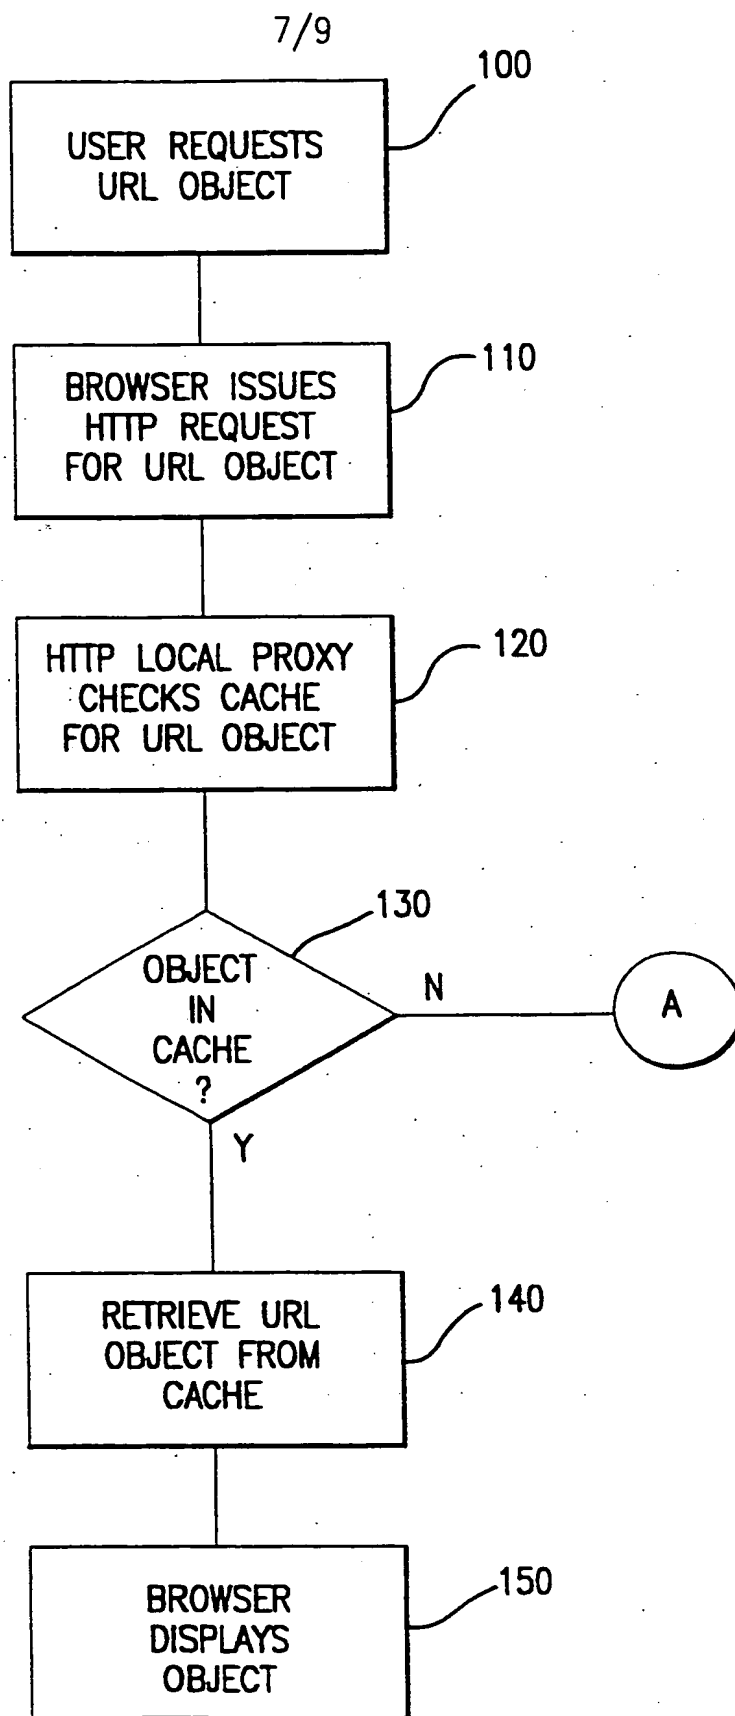 7/9
100
USER REQUESTS
URL OBJECT
110
BROWSER ISSUES
HTTP REQUEST
FOR URL OBJECT
120
HTTP LOCAL PROXY
CHECKS CACHE
FOR URL OBJECT
130
OBJECT
IN
CACHE
?
N
A
Y
140
RETRIEVE URL
OBJECT FROM
CACHE
150
BROWSER
DISPLAYS
OBJECT